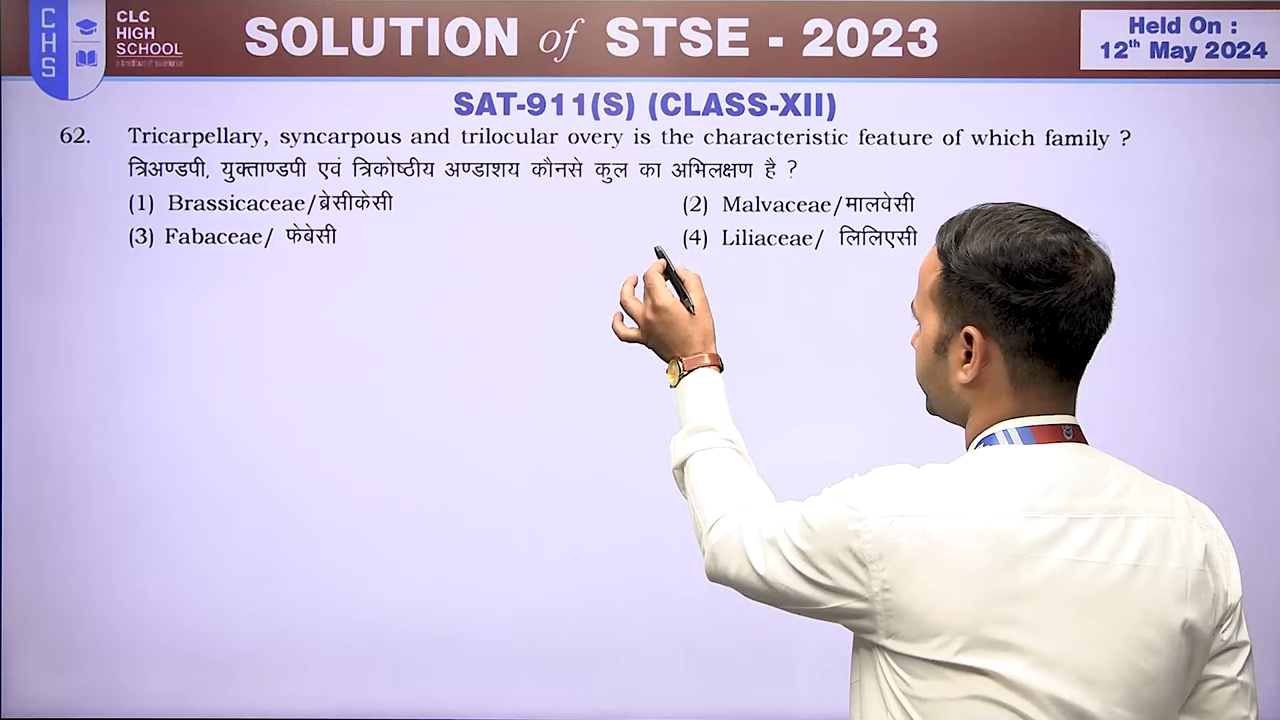 CHS
CLC
HIGH
SCHOOL
SOLUTION of STSE - 2023
Held On :
12th May 2024
SAT-911(S) (CLASS-XII)
62. Tricarpellary, syncarpous and trilocular overy is the characteristic feature of which family ?
त्रिअण्डपी, युक्ताण्डपी एवं त्रिकोष्ठीय अण्डाशय कौनसे कुल का अभिलक्षण है ?
(1) Brassicaceae/ब्रेसीकेसी (2) Malvaceae/मालवेसी
(3) Fabaceae/ फेबेसी (4) Liliaceae/ लिलिएसी